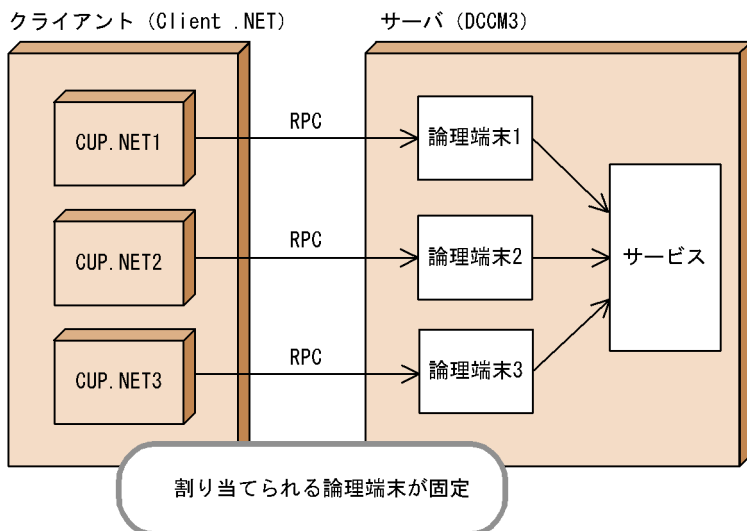 クライアント(Client .NET)
サーバ(DCCM3)
CUP.NET1
RPC
論理端末1
CUP.NET2
RPC
論理端末2
サービス
CUP.NET3
RPC
論理端末3
割り当てられる論理端末が固定